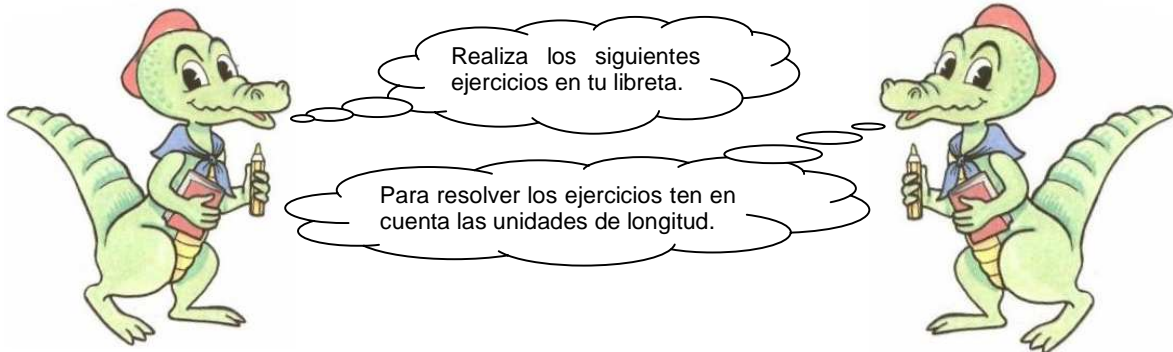 Realiza los siguientes
ejercicios en tu libreta.
Para resolver los ejercicios ten en
cuenta las unidades de longitud.